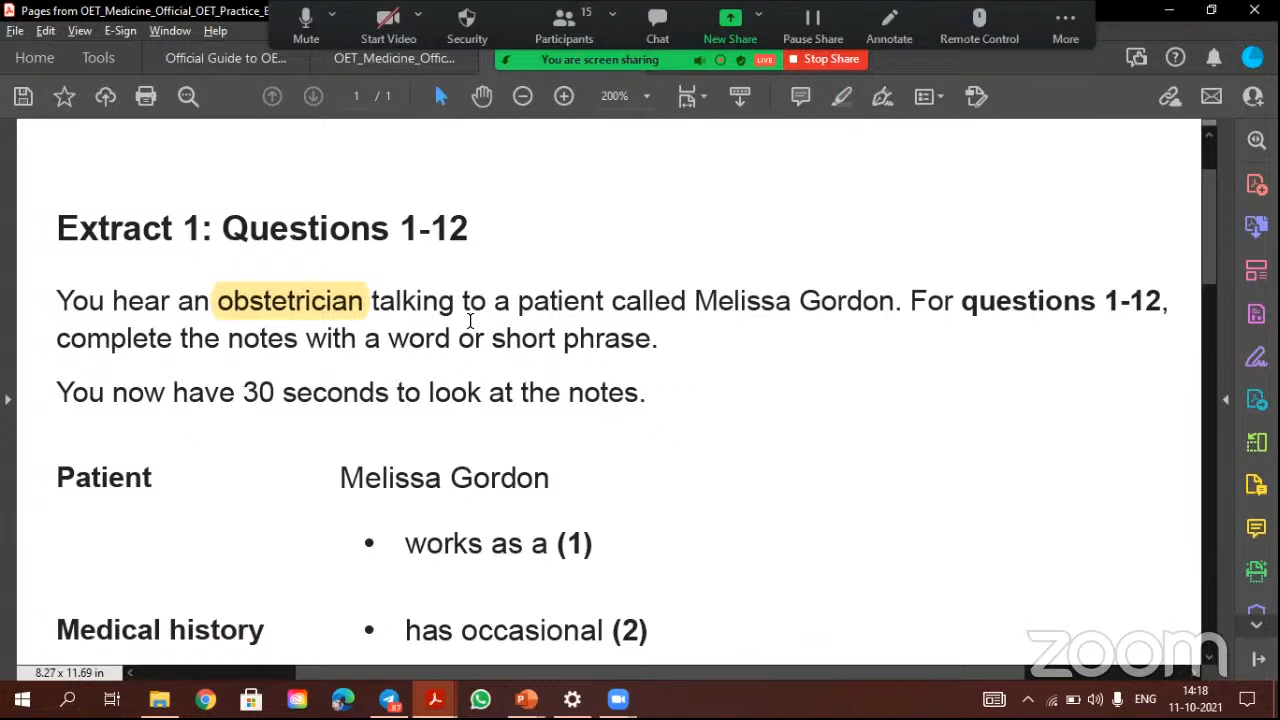 Pages from OET_Medicine_Official_OET_Practice_E
File Edit View E-Sign Window Help
15
Mute Start Video Security Participants Chat New Share Pause Share Annotate Remote Control More
You are screen sharing LIVE Stop Share
Home Tools Official Guide to OE... OET_Medicine_Offic...
1 / 1 200%
Extract 1: Questions 1-12
You hear an obstetrician talking to a patient called Melissa Gordon. For questions 1-12,
complete the notes with a word or short phrase.
You now have 30 seconds to look at the notes.
Patient Melissa Gordon
• works as a (1)
Medical history • has occasional (2)
zoom
8.27 x 11.69 in
87
ENG 14:18
11-10-2021